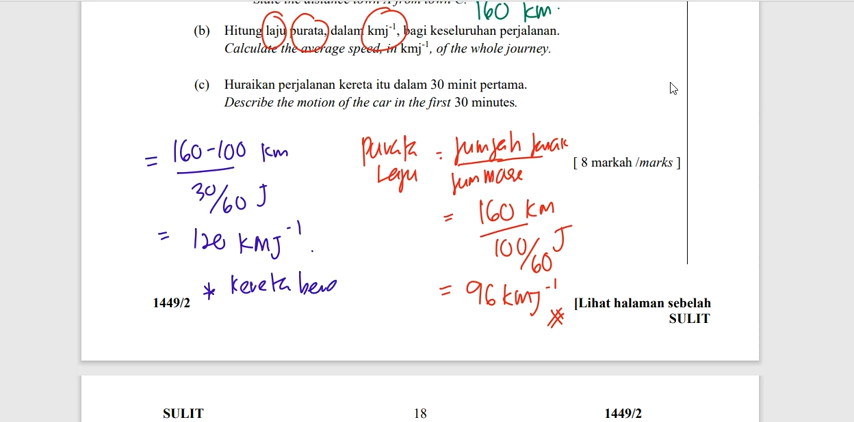 160 km.
(b) Hitung laju purata, dalam kmj⁻¹, bagi keseluruhan perjalanan.
Calculate the average speed, in kmj⁻¹, of the whole journey.
(c) Huraikan perjalanan kereta itu dalam 30 minit pertama.
Describe the motion of the car in the first 30 minutes.
= 160-100 km
30/60 J
= 120 KMJ⁻¹.
* kereta
Purata Laju = Jumlah Jarak
= 160 km
100/60 J
= 96 kmj⁻¹
[ 8 markah /marks ]
1449/2
[Lihat halaman sebelah
SULIT
SULIT 18 1449/2